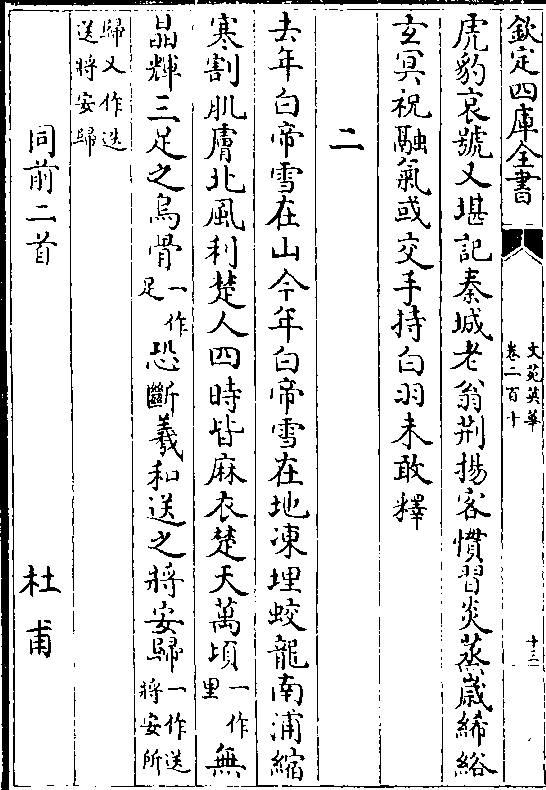 欽定四庫全書
文苑英華
卷二百十
十三
虎豹哀號又堪記秦城老翁荆揚客慣習炎蒸歲絺綌
玄冥祝融氣或交手持白羽未敢釋
二
去年白帝雪在山今年白帝雪在地凍埋蛟龍南浦縮
寒割肌膚北風利楚人四時皆麻衣楚天萬頃一作里無
晶輝三足之烏骨一作足恐斷羲和送之將安歸一作送將安所
歸又作迭送將安歸
同前二首
杜甫